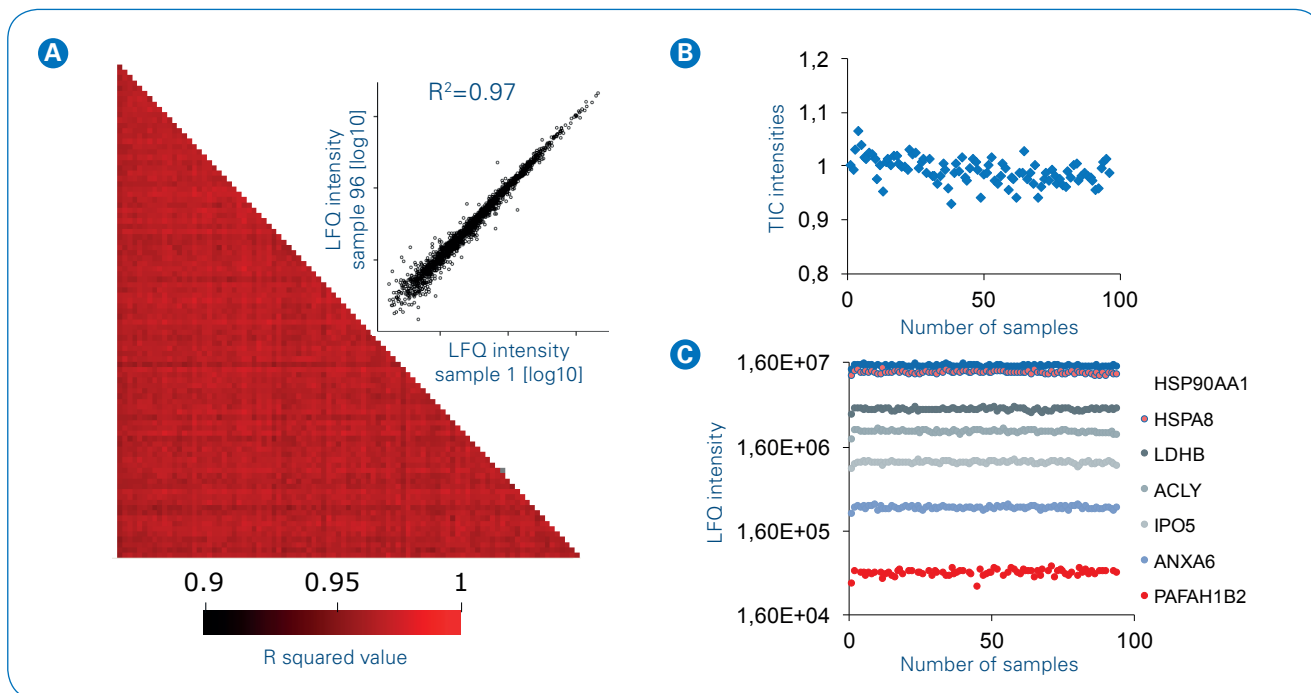 A
R²=0.97
LFQ intensity
sample 96 [log10]
LFQ intensity
sample 1 [log10]
0.9 0.95 1
R squared value
B
1,2
1,1
1
0,9
0,8
TIC intensities
0 50 100
Number of samples
C
1,60E+07
1,60E+06
1,60E+05
1,60E+04
LFQ intensity
0 50 100
Number of samples
HSP90AA1
HSPA8
LDHB
ACLY
IPO5
ANXA6
PAFAH1B2